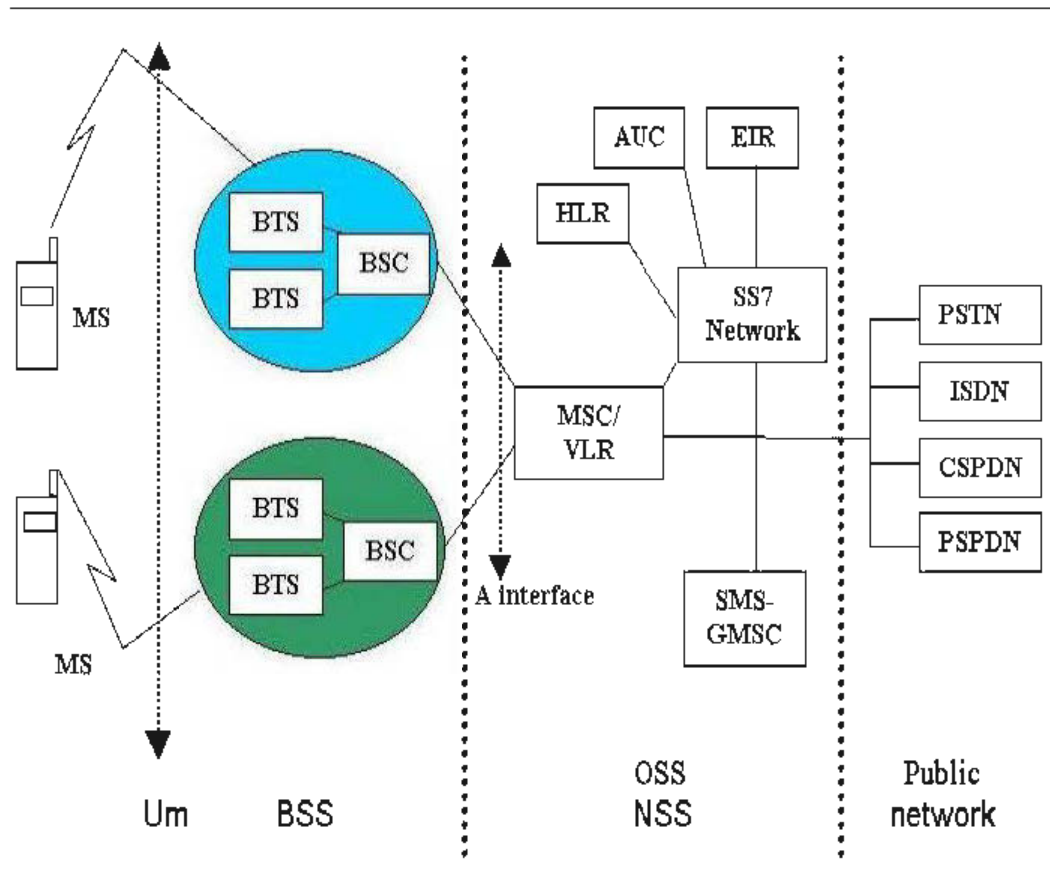 AUC
EIR
HLR
BTS
BTS
BSC
MS
SS7
Network
PSTN
ISDN
CSPDN
PSPDN
MSC/
VLR
BTS
BTS
BSC
MS
A interface
SMS-
GMSC
Um
BSS
OSS
NSS
Public
network